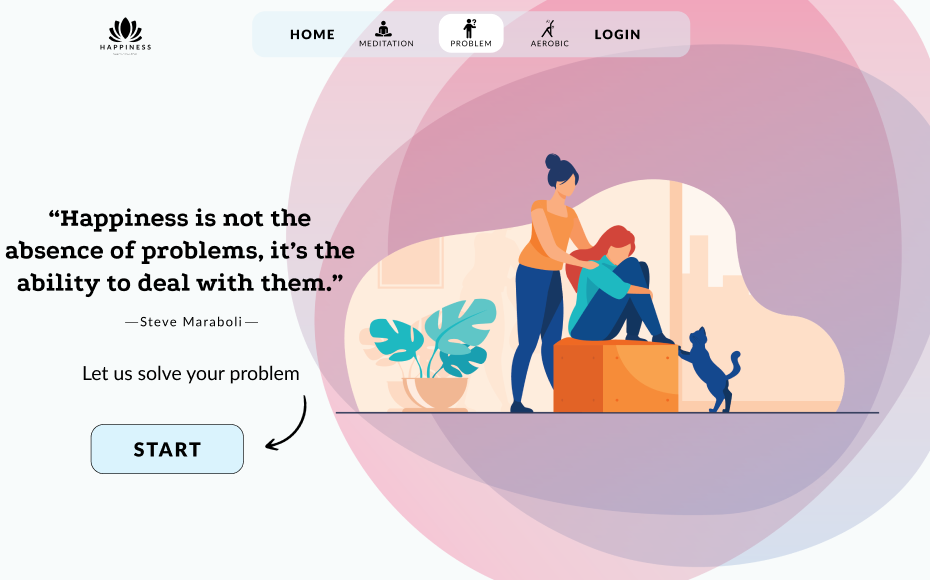 HAPPINESS
HOME
MEDITATION
PROBLEM
AEROBIC
LOGIN
“Happiness is not the
absence of problems, it’s the
ability to deal with them.”
—Steve Maraboli—
Let us solve your problem
START